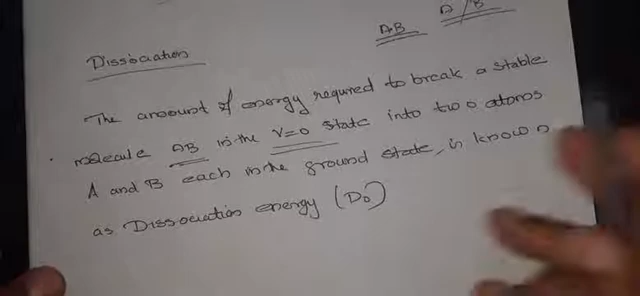 AB A/B
Dissociation
The amount of energy required to break a stable
molecule AB in the v=0 state into two atoms
A and B each in the ground state, is known
as Dissociation energy (D₀)